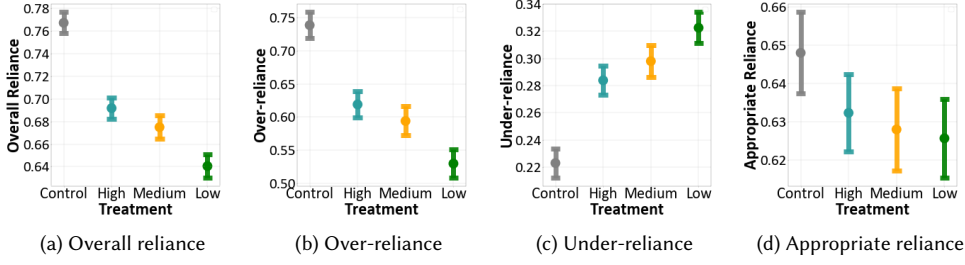 Overall Reliance
0.78
0.76
0.74
0.72
0.70
0.68
0.66
0.64
Control High Medium Low
Treatment
(a) Overall reliance
Over-reliance
0.75
0.70
0.65
0.60
0.55
0.50
Control High Medium Low
Treatment
(b) Over-reliance
Under-reliance
0.34
0.32
0.30
0.28
0.26
0.24
0.22
Control High Medium Low
Treatment
(c) Under-reliance
Appropriate Reliance
0.66
0.65
0.64
0.63
0.62
Control High Medium Low
Treatment
(d) Appropriate reliance